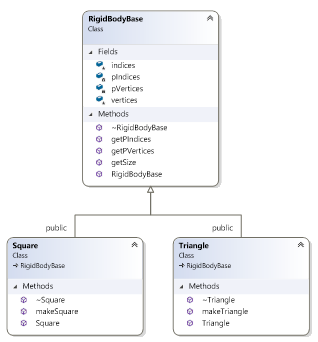 RigidBodyBase
Class
Fields
indices
pIndices
pVertices
vertices
Methods
~RigidBodyBase
getPIndices
getPVertices
getSize
RigidBodyBase
public
public
Square
Class
RigidBodyBase
Methods
~Square
makeSquare
Square
Triangle
Class
RigidBodyBase
Methods
~Triangle
makeTriangle
Triangle